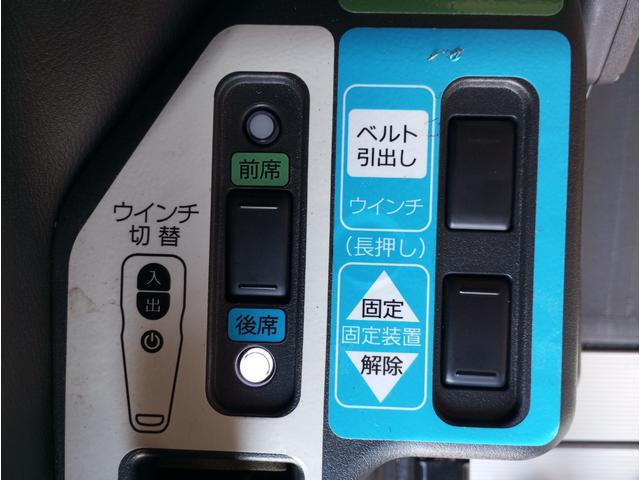 前席
ウインチ
切替
入
出
後席
ベルト
引出し
ウインチ
(長押し)
固定
固定装置
解除